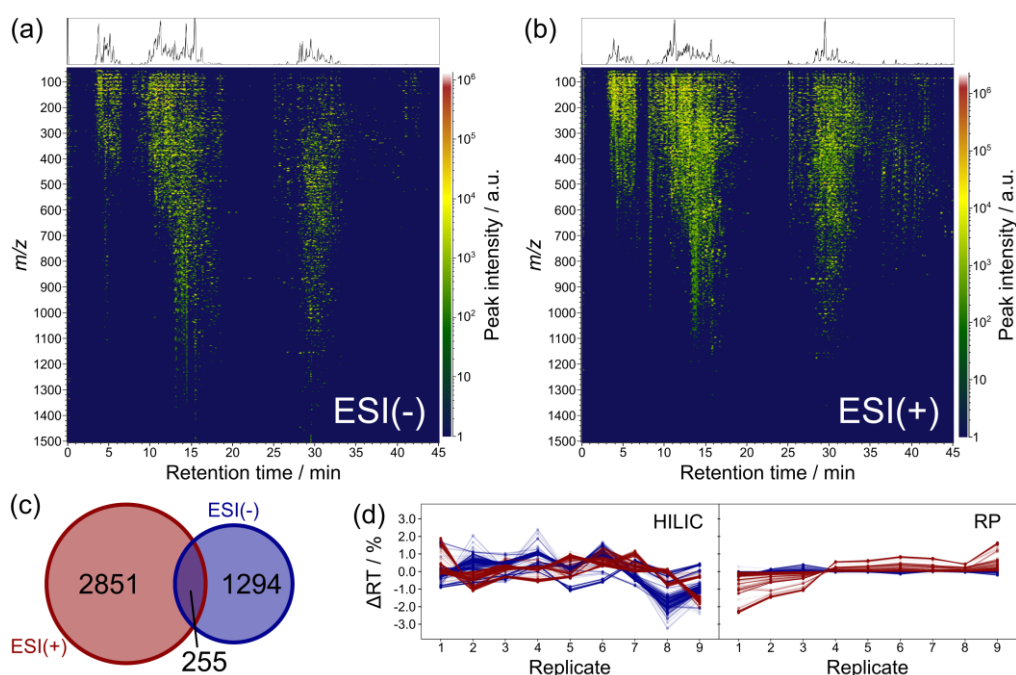 (a)
100
200
300
400
500
600
700
800
900
1000
1100
1200
1300
1400
1500
m/z
ESI(-)
0 5 10 15 20 25 30 35 40 45
Retention time / min
10⁶
10⁵
10⁴
10³
10²
10
1
Peak intensity / a.u.
(b)
100
200
300
400
500
600
700
800
900
1000
1100
1200
1300
1400
1500
m/z
ESI(+)
0 5 10 15 20 25 30 35 40 45
Retention time / min
10⁶
10⁵
10⁴
10³
10²
10
1
Peak intensity / a.u.
(c)
ESI(-)
2851
1294
ESI(+)
255
(d)
HILIC
RP
3.0
2.0
1.0
0.0
-1.0
-2.0
-3.0
ΔRT / %
1 2 3 4 5 6 7 8 9
1 2 3 4 5 6 7 8 9
Replicate
Replicate